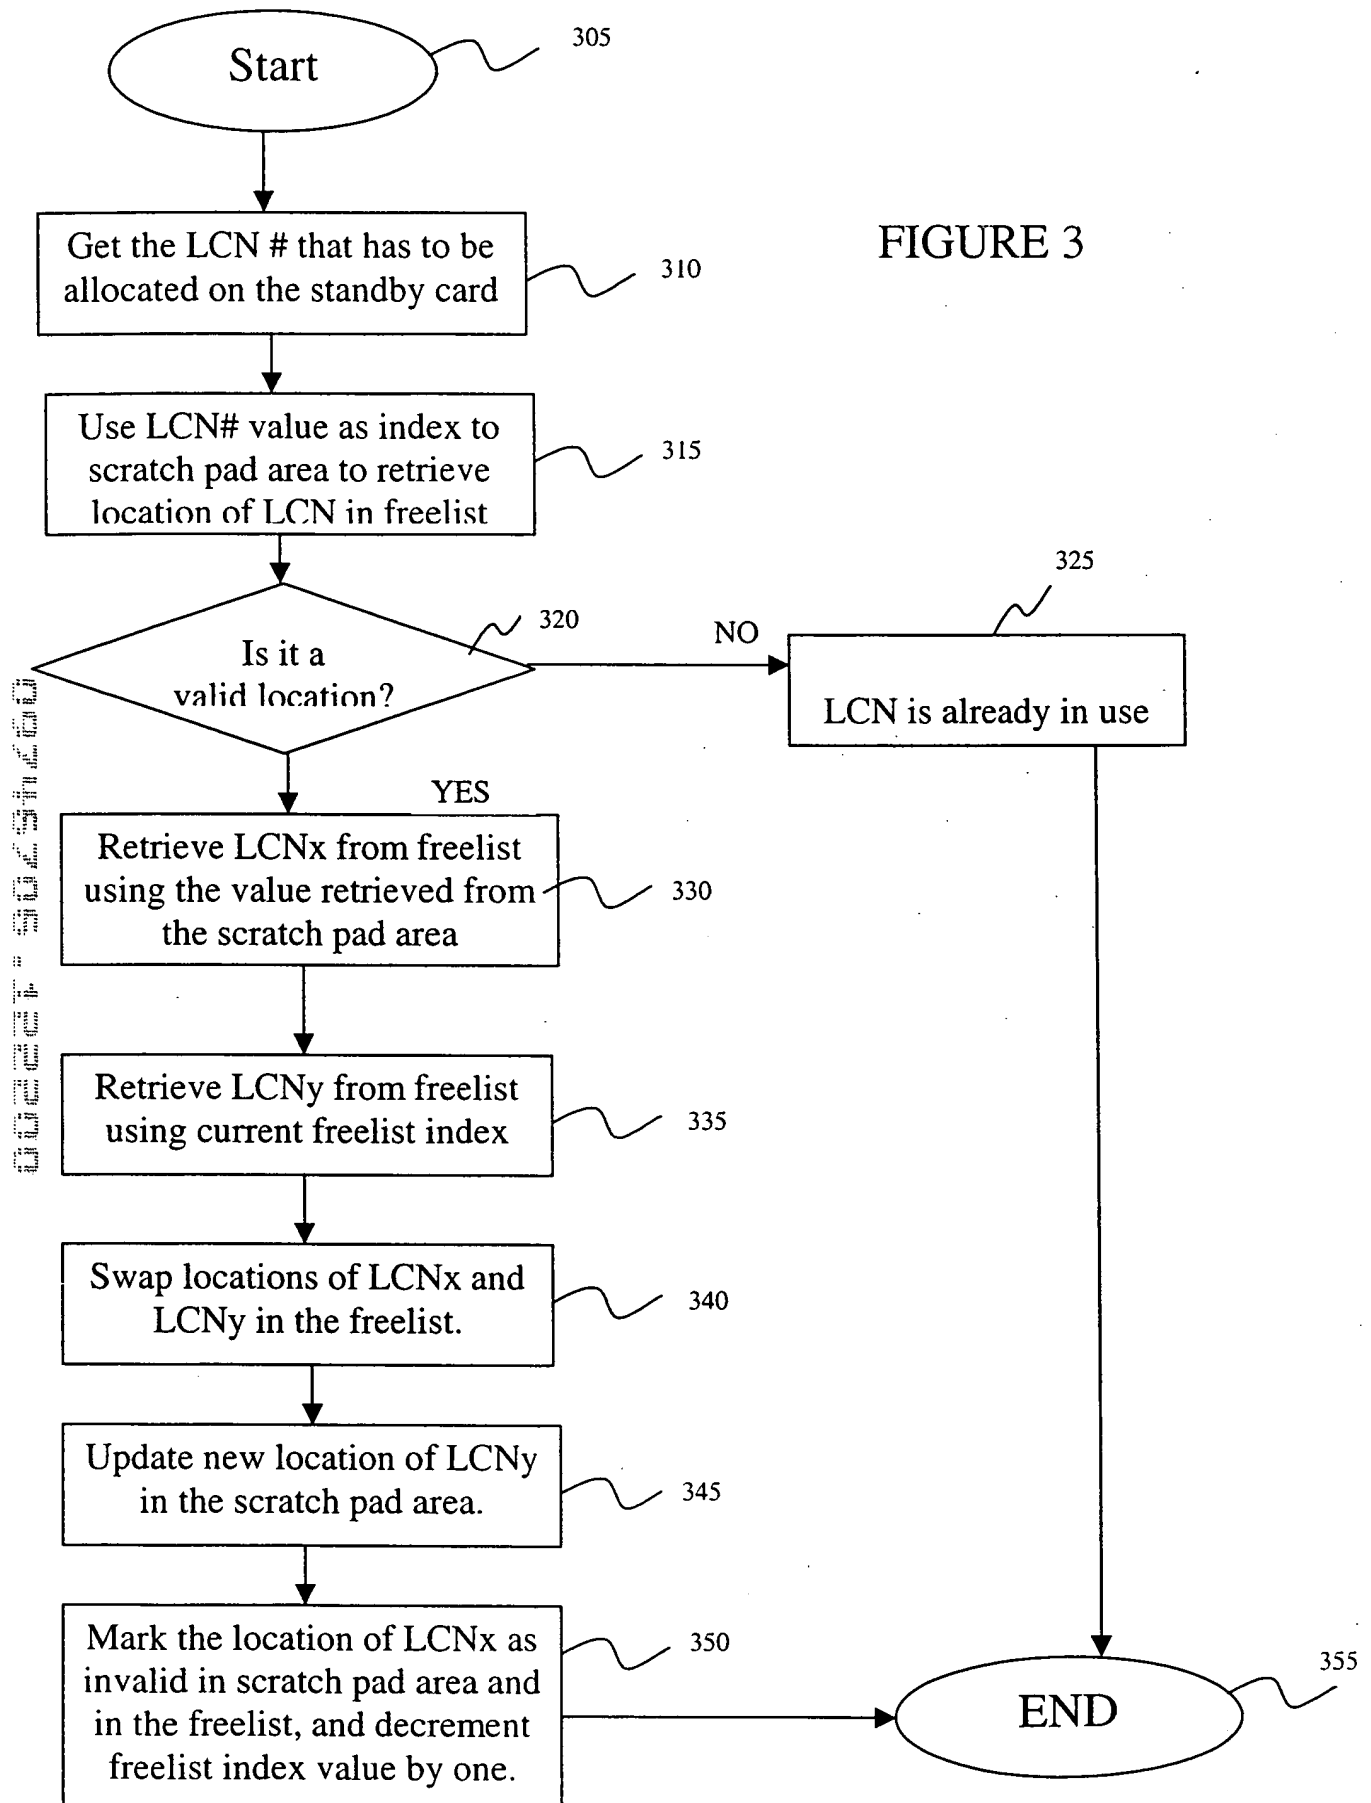 Start
305
FIGURE 3
Get the LCN # that has to be
allocated on the standby card
310
Use LCN# value as index to
scratch pad area to retrieve
location of LCN in freelist
315
Is it a
valid location?
320
NO
325
LCN is already in use
YES
Retrieve LCNx from freelist
using the value retrieved from
the scratch pad area
330
Retrieve LCNy from freelist
using current freelist index
335
Swap locations of LCNx and
LCNy in the freelist.
340
Update new location of LCNy
in the scratch pad area.
345
Mark the location of LCNx as
invalid in scratch pad area and
in the freelist, and decrement
freelist index value by one.
350
END
355